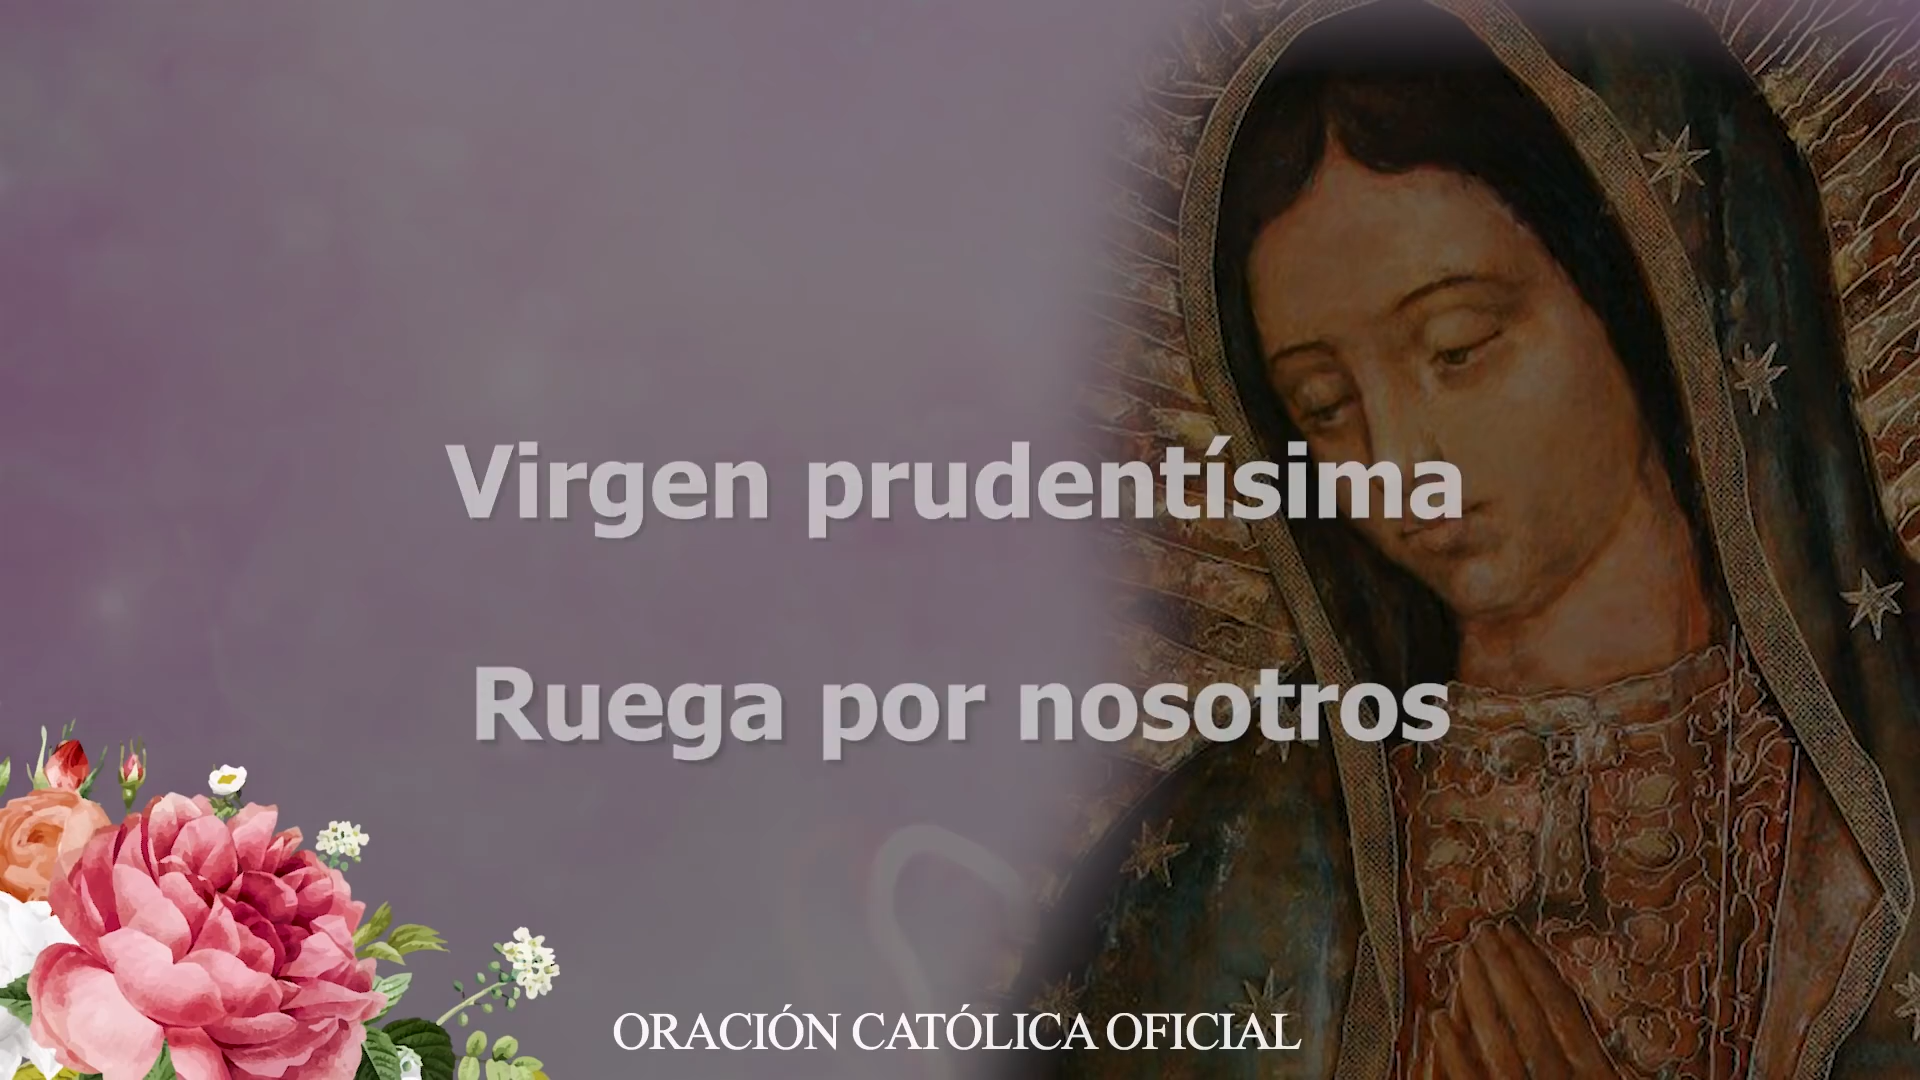 Virgen prudentísima
Ruega por nosotros
ORACIÓN CATÓLICA OFICIAL